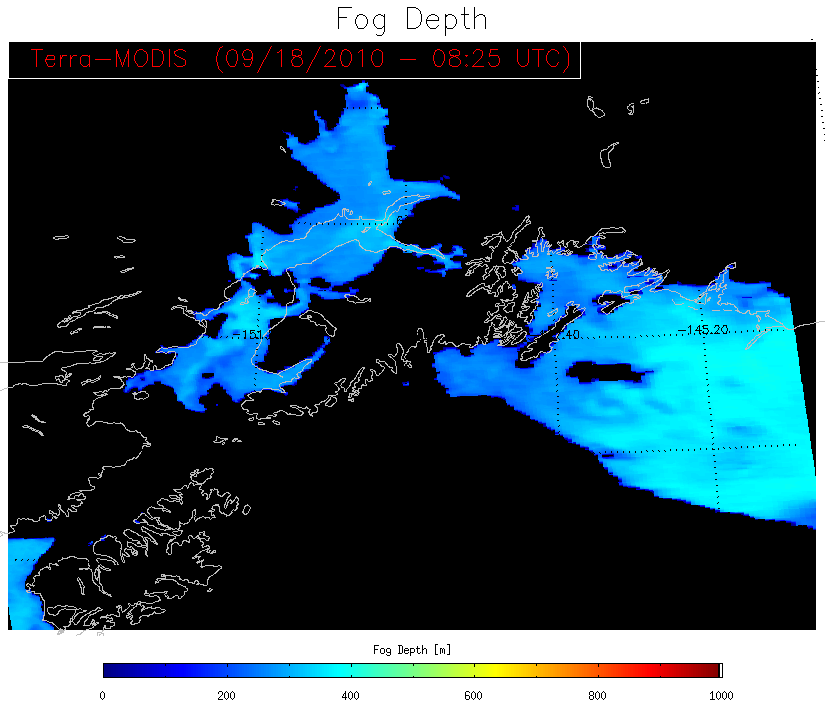 Fog Depth
Terra-MODIS (09/18/2010 - 08:25 UTC)
-145.20
Fog Depth [m]
0 200 400 600 800 1000